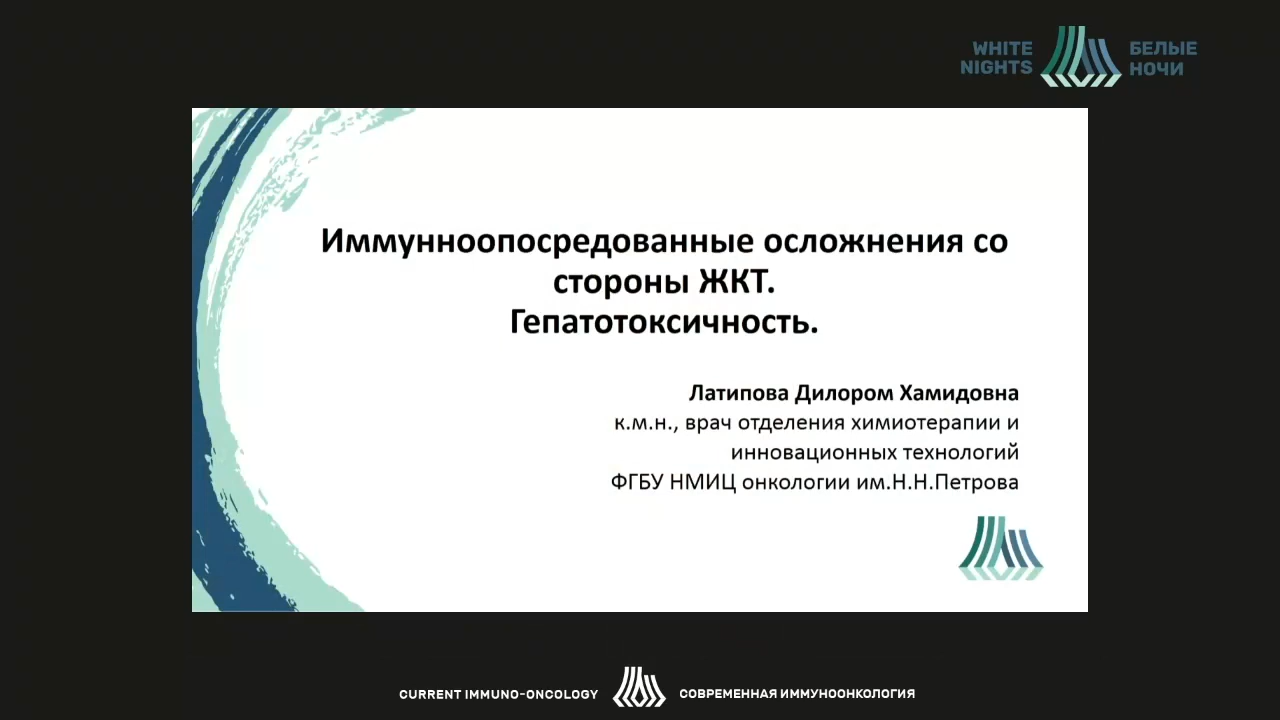 WHITE
NIGHTS
БЕЛЫЕ
НОЧИ
Иммунноопосредованные осложнения со
стороны ЖКТ.
Гепатотоксичность.
Латипова Дилором Хамидовна
к.м.н., врач отделения химиотерапии и
инновационных технологий
ФГБУ НМИЦ онкологии им.Н.Н.Петрова
CURRENT IMMUNO-ONCOLOGY
СОВРЕМЕННАЯ ИММУНООНКОЛОГИЯ